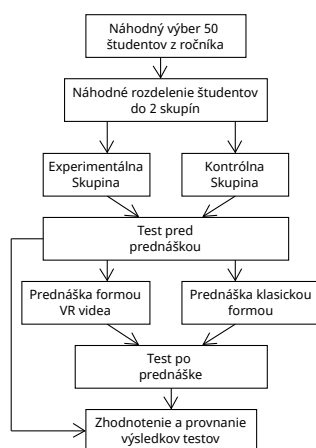 Náhodný výber 50
študentov z ročníka
Náhodné rozdelenie študentov
do 2 skupín
Experimentálna
Skupina
Kontrólna
Skupina
Test pred
prednáškou
Prednáška formou
VR videa
Prednáška klasickou
formou
Test po
prednáške
Zhodnotenie a provnanie
výsledkov testov